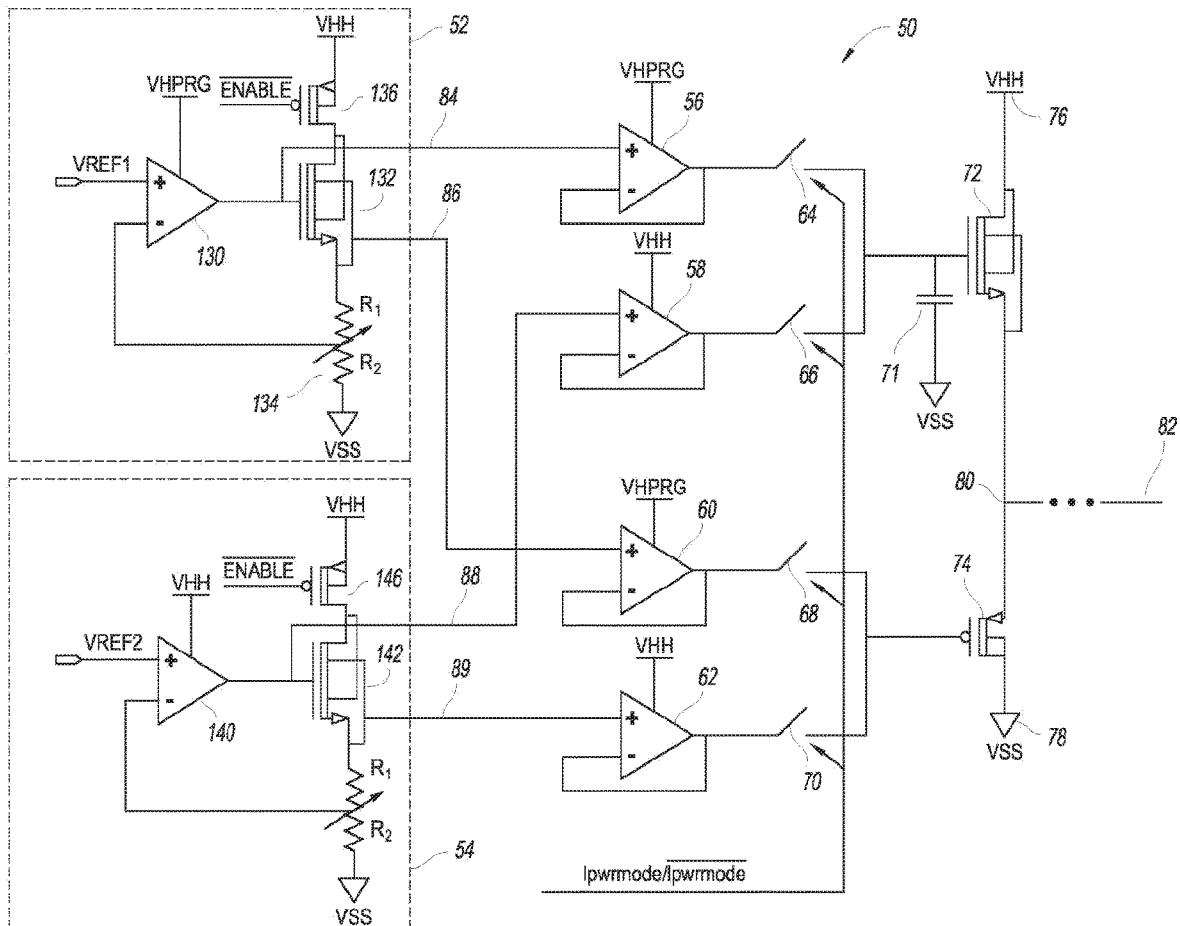 VHH
52
50
VHPRG
ENABLE
136
84
VHPRG
56
VHH
76
VREF1
+
-
130
132
86
+
-
64
72
VHH
58
R1
R2
134
VSS
+
-
66
71
VSS
82
80
VHPRG
60
VHH
ENABLE
146
88
+
-
68
74
VHH
VREF2
+
-
140
142
89
VHH
62
+
-
70
VSS
78
R1
R2
54
VSS
lpwrmode/lpwrmode